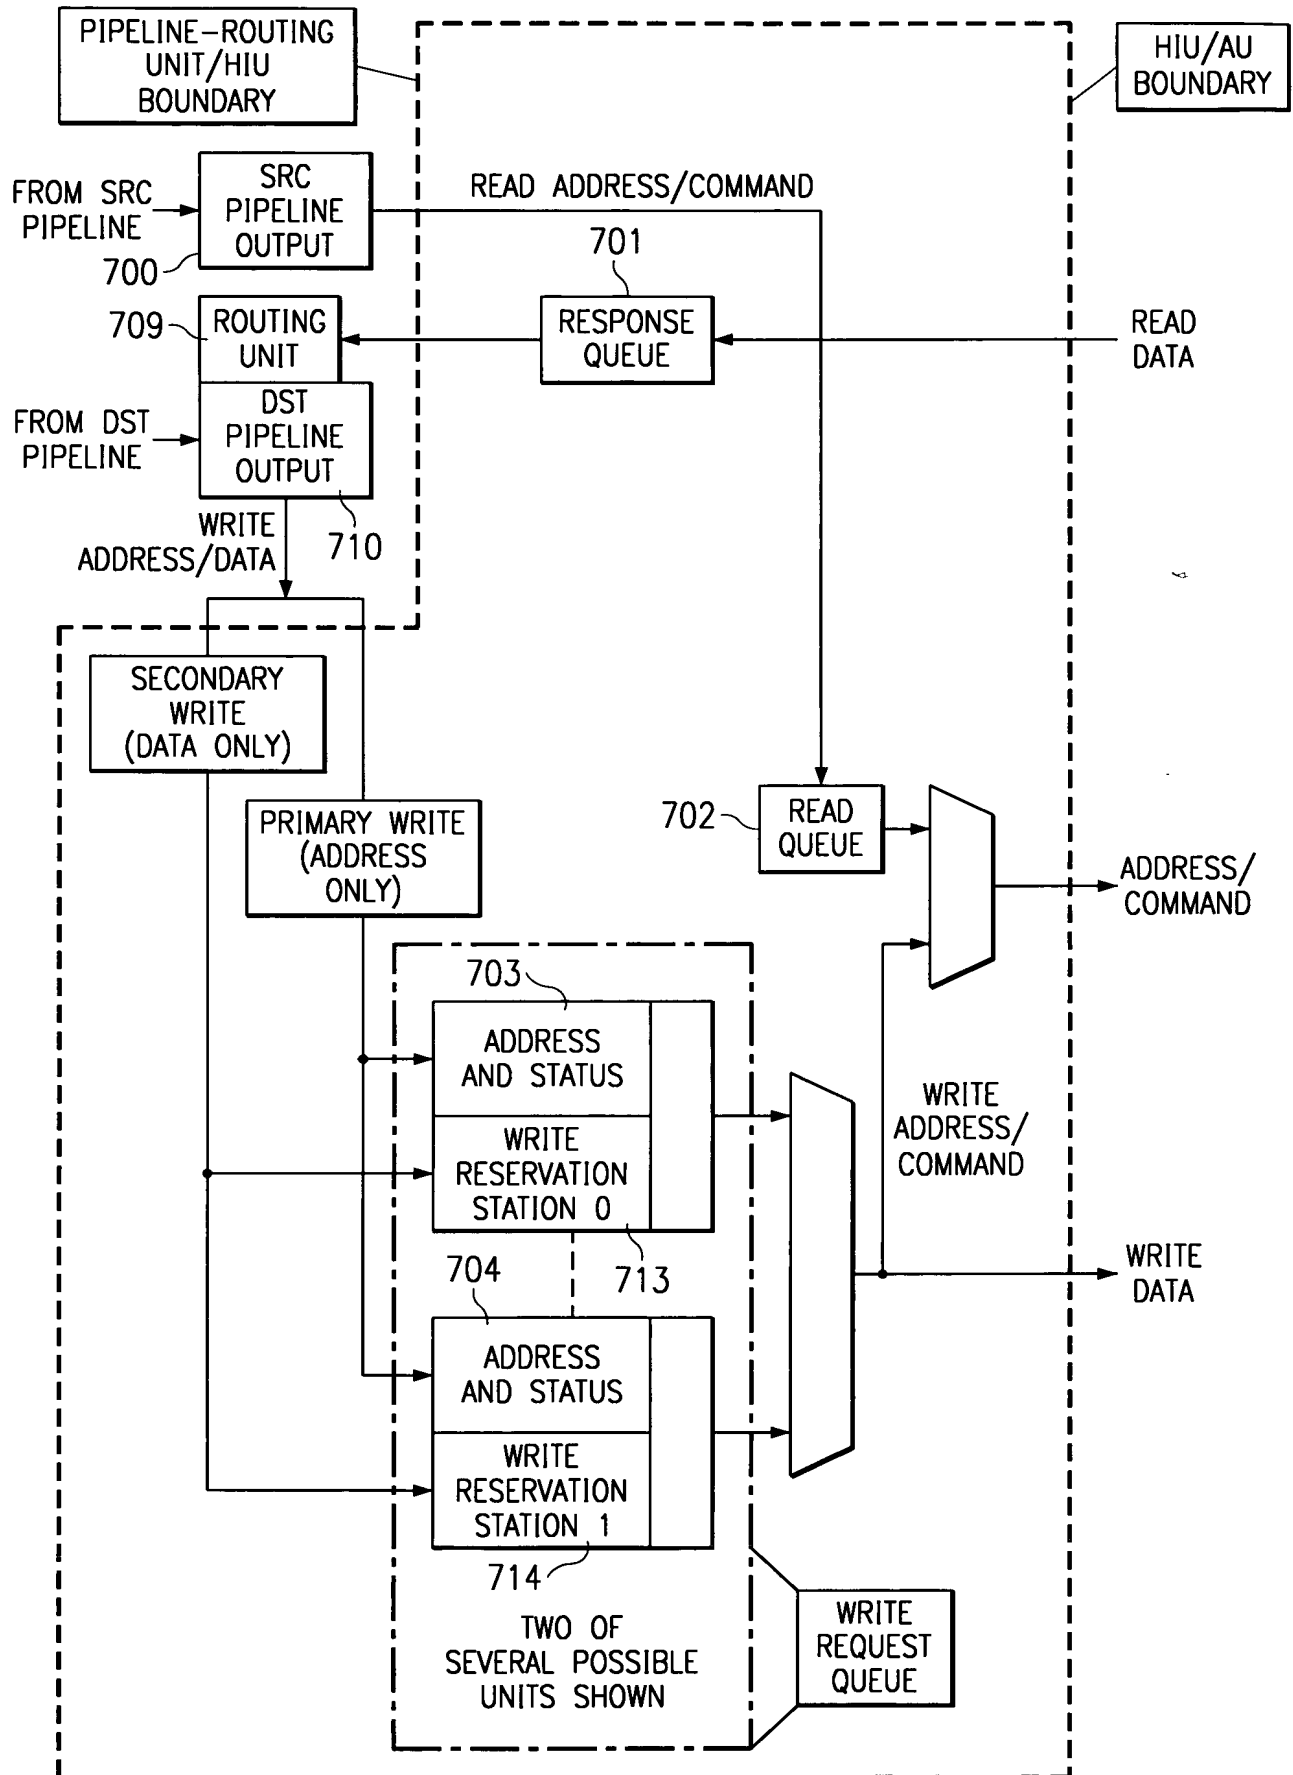 PIPELINE-ROUTING
UNIT/HIU
BOUNDARY
HIU/AU
BOUNDARY
FROM SRC
PIPELINE
SRC
PIPELINE
OUTPUT
700
READ ADDRESS/COMMAND
701
709
ROUTING
UNIT
RESPONSE
QUEUE
READ
DATA
FROM DST
PIPELINE
DST
PIPELINE
OUTPUT
710
WRITE
ADDRESS/DATA
SECONDARY
WRITE
(DATA ONLY)
PRIMARY WRITE
(ADDRESS
ONLY)
702
READ
QUEUE
ADDRESS/
COMMAND
703
ADDRESS
AND STATUS
WRITE
RESERVATION
STATION 0
713
WRITE
ADDRESS/
COMMAND
WRITE
DATA
704
ADDRESS
AND STATUS
WRITE
RESERVATION
STATION 1
714
TWO OF
SEVERAL POSSIBLE
UNITS SHOWN
WRITE
REQUEST
QUEUE